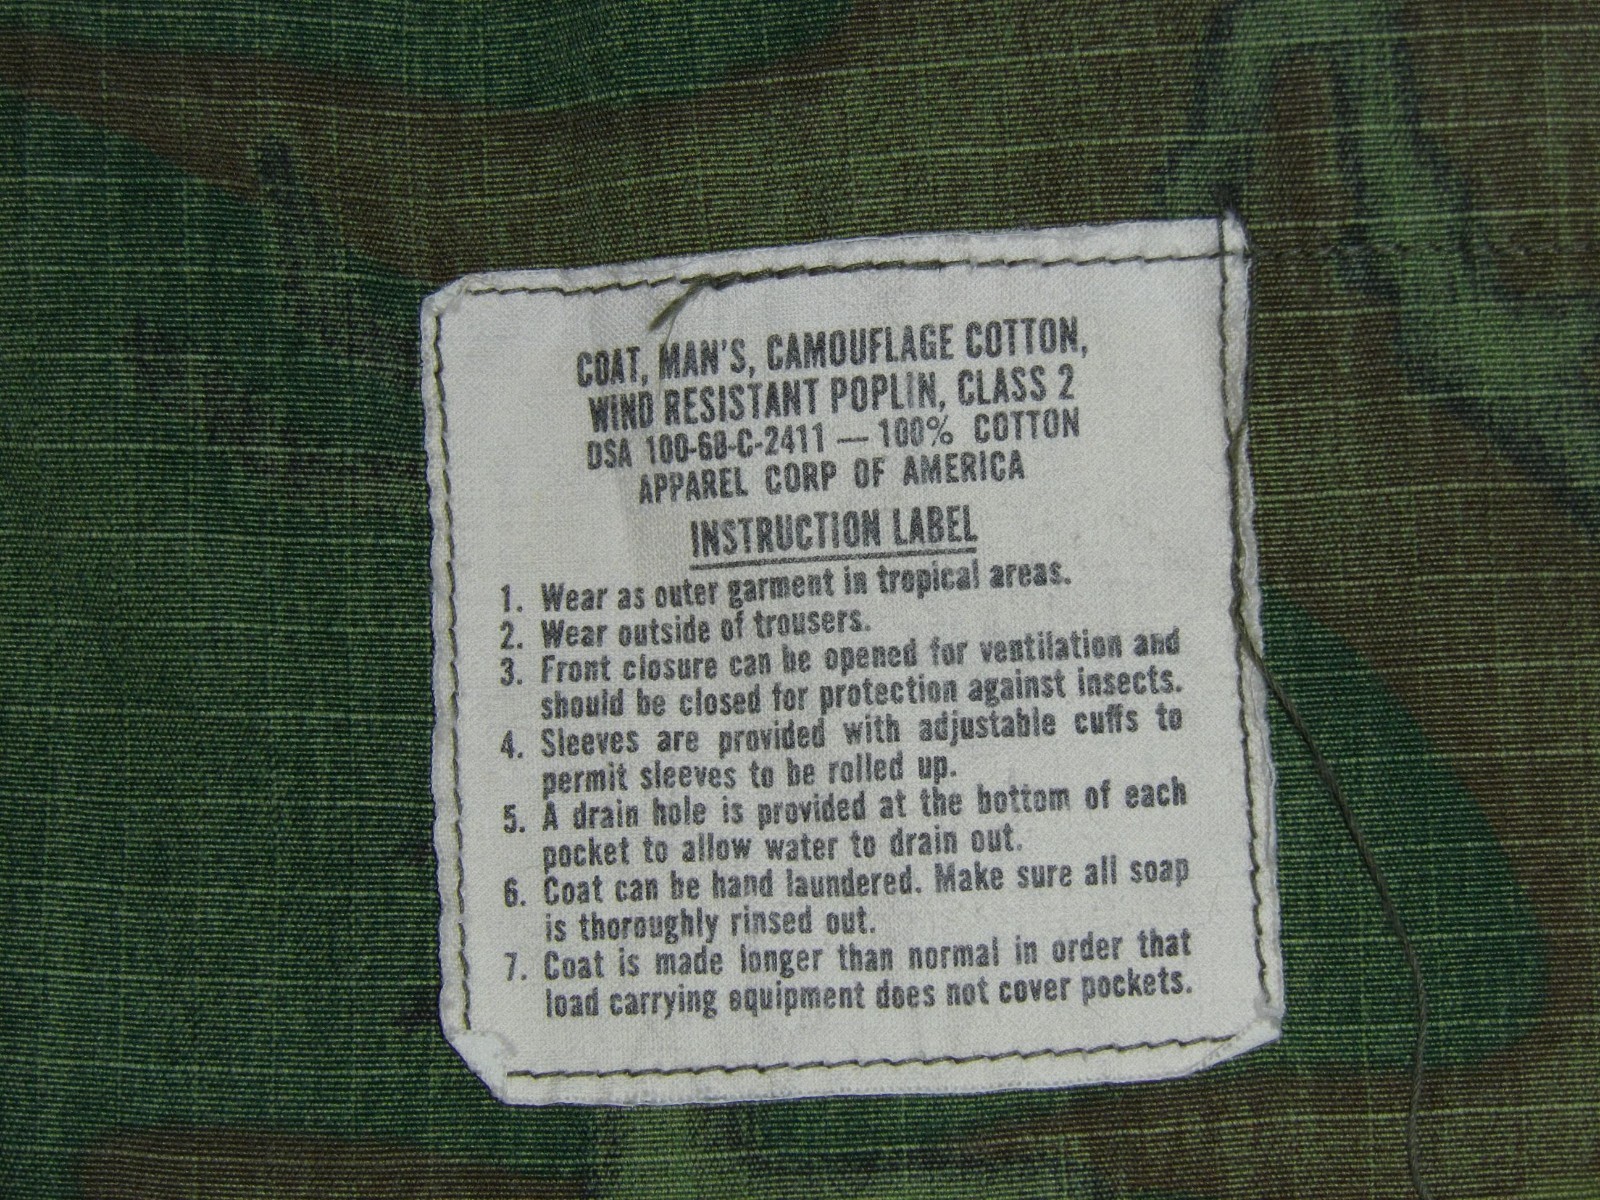 COAT, MAN'S, CAMOUFLAGE COTTON,
WIND RESISTANT POPLIN, CLASS 2
DSA 100-68-C-2411 — 100% COTTON
APPAREL CORP OF AMERICA
INSTRUCTION LABEL
1. Wear as outer garment in tropical areas.
2. Wear outside of trousers.
3. Front closure can be opened for ventilation and
should be closed for protection against insects.
4. Sleeves are provided with adjustable cuffs to
permit sleeves to be rolled up.
5. A drain hole is provided at the bottom of each
pocket to allow water to drain out.
6. Coat can be hand laundered. Make sure all soap
is thoroughly rinsed out.
7. Coat is made longer than normal in order that
load carrying equipment does not cover pockets.